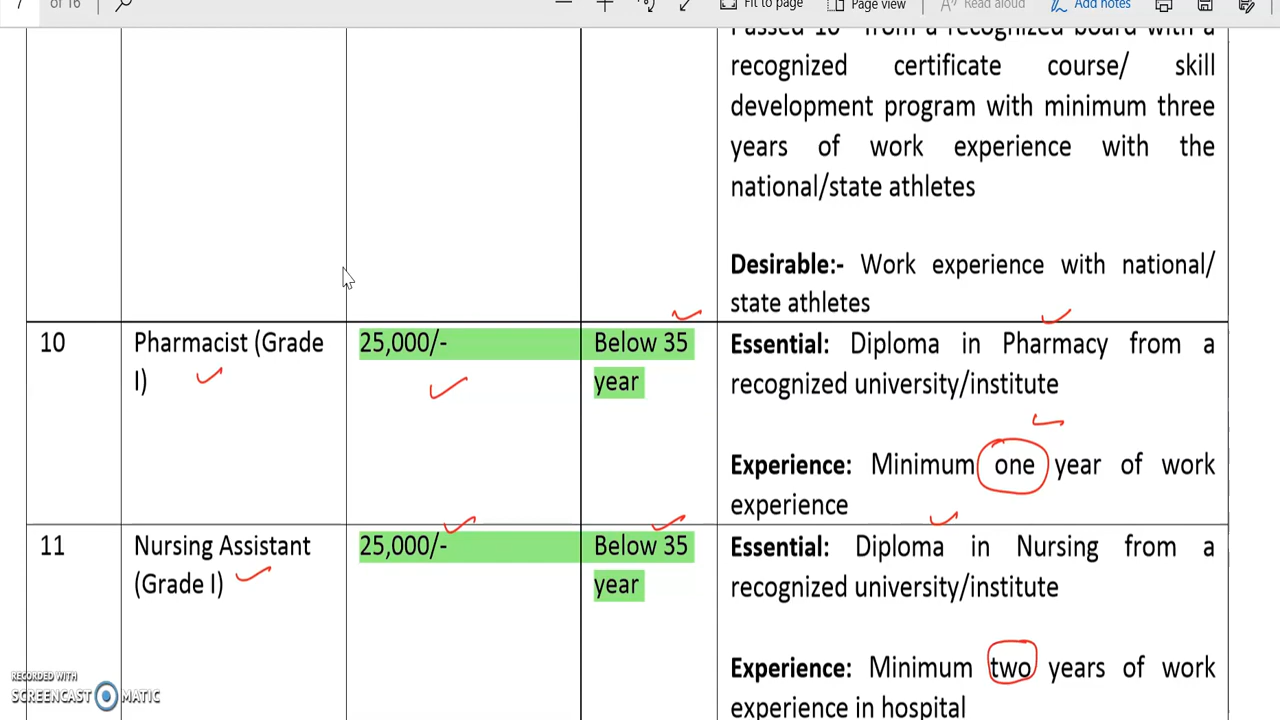 7 of 16 Fit to page Page view Read aloud Add notes
Passed 10 from a recognized board with a
recognized certificate course/ skill
development program with minimum three
years of work experience with the
national/state athletes
Desirable:- Work experience with national/
state athletes
10 Pharmacist (Grade 25,000/- Below 35 Essential: Diploma in Pharmacy from a
I) year recognized university/institute
Experience: Minimum one year of work
experience
11 Nursing Assistant 25,000/- Below 35 Essential: Diploma in Nursing from a
(Grade I) year recognized university/institute
Experience: Minimum two years of work
experience in hospital
RECORDED WITH
SCREENCAST MATIC